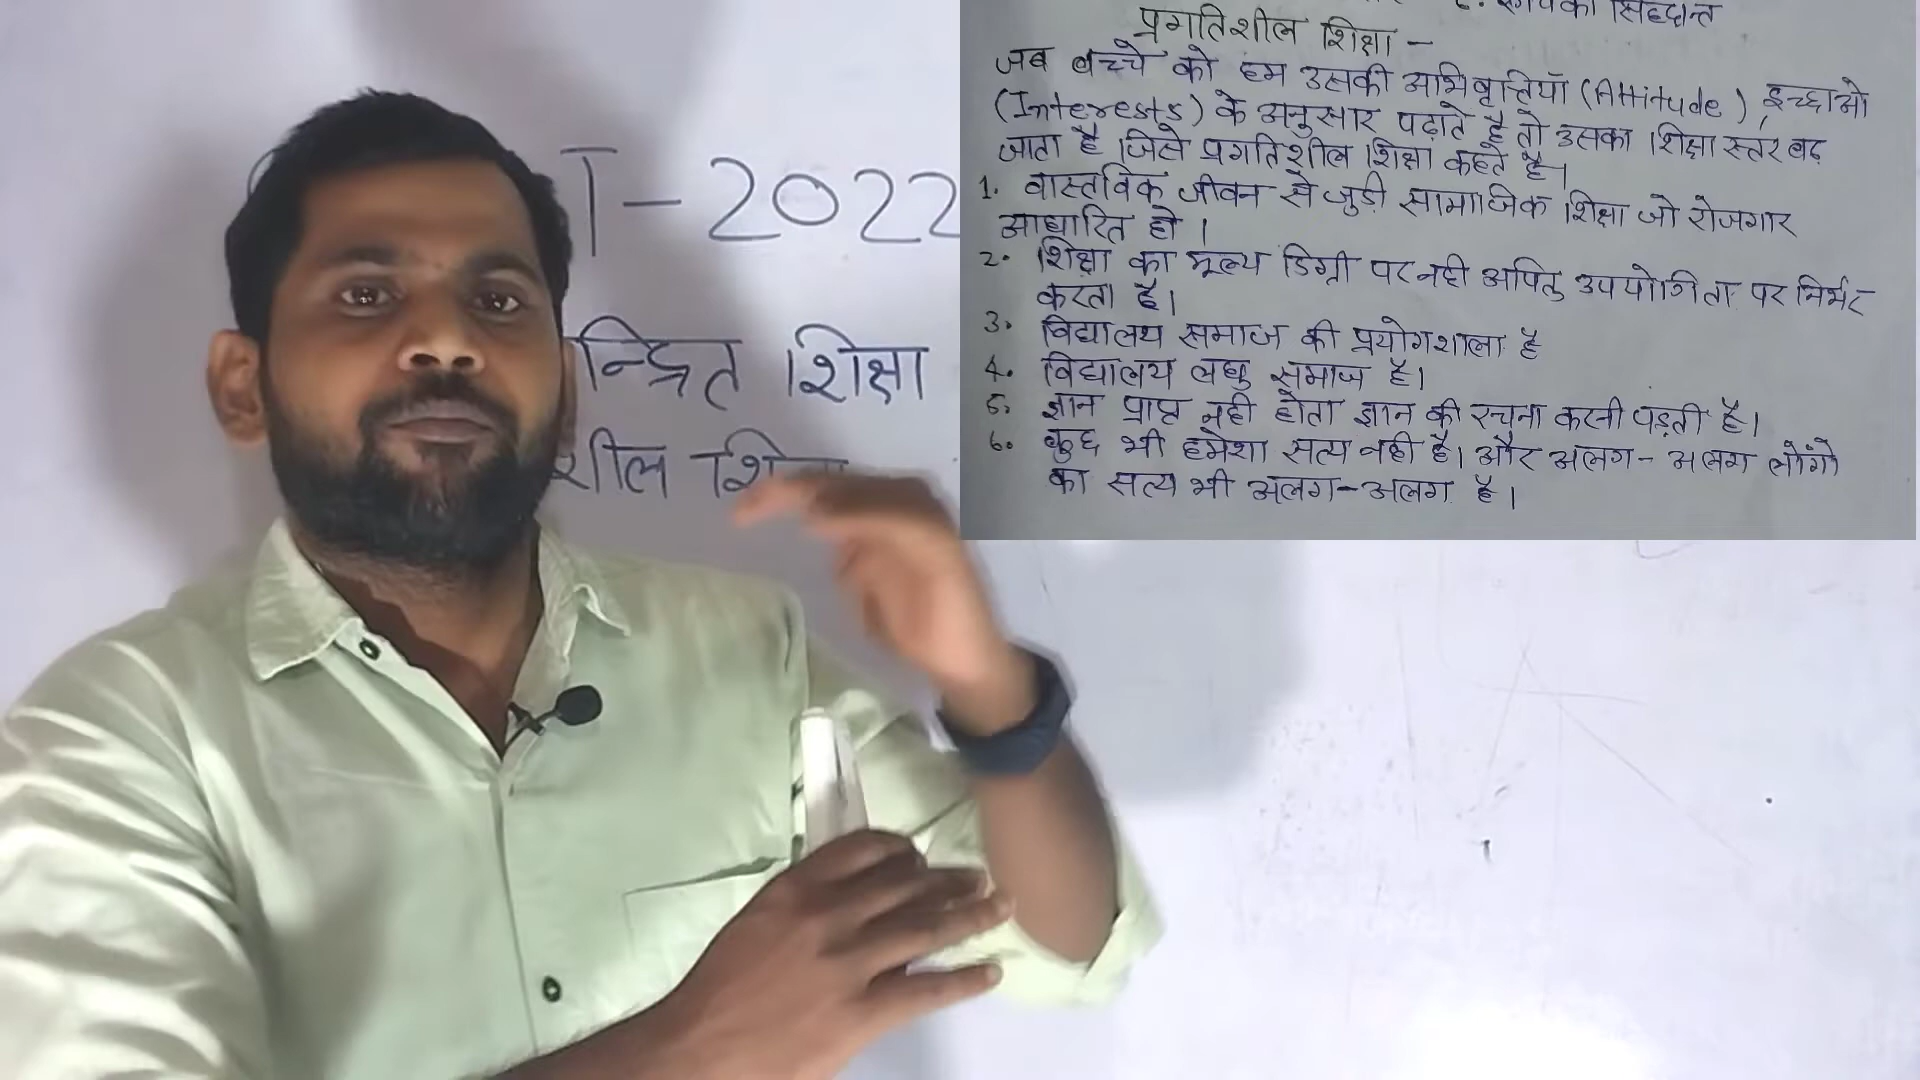 T-2022
न्द्रित शिक्षा
शील
सिद्धान्त
प्रगतिशील शिक्षा -
जब बच्चे को हम उसकी अभिवृत्तियाँ (Attitude), इच्छाओ
(Interests) के अनुसार पढ़ाते है तो उसका शिक्षा स्तर बढ़
जाता है जिसे प्रगतिशील शिक्षा कहते है।
1. वास्तविक जीवन से जुड़ी सामाजिक शिक्षा जो रोजगार
आधारित हो।
2. शिक्षा का मूल्य डिग्री पर नही अपितु उपयोगिता पर निर्भर
करता है।
3. विद्यालय समाज की प्रयोगशाला है
4. विद्यालय लघु समाज है।
5. ज्ञान प्राप्त नही होता ज्ञान की रचना करनी पड़ती है।
6. कुछ भी हमेशा सत्य नही है। और अलग-अलग लोगों
का सत्य भी अलग-अलग है।